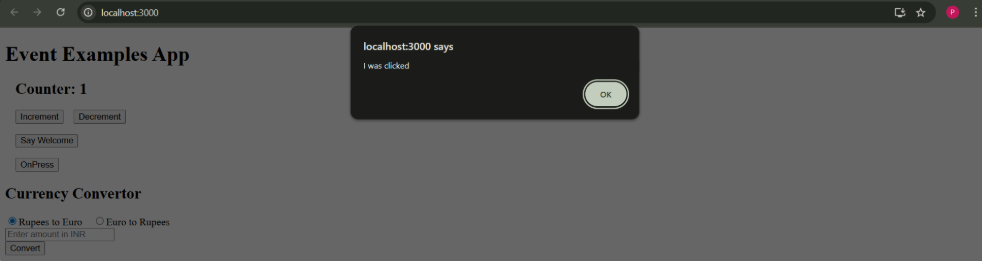 localhost:3000
P
localhost:3000 says
I was clicked
OK
Event Examples App
Counter: 1
Increment Decrement
Say Welcome
OnPress
Currency Convertor
Rupees to Euro Euro to Rupees
Enter amount in INR
Convert